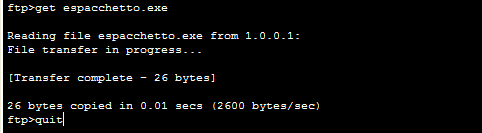 ftp>get espacchetto.exe
Reading file espacchetto.exe from 1.0.0.1:
File transfer in progress...
[Transfer complete - 26 bytes]
26 bytes copied in 0.01 secs (2600 bytes/sec)
ftp>quit